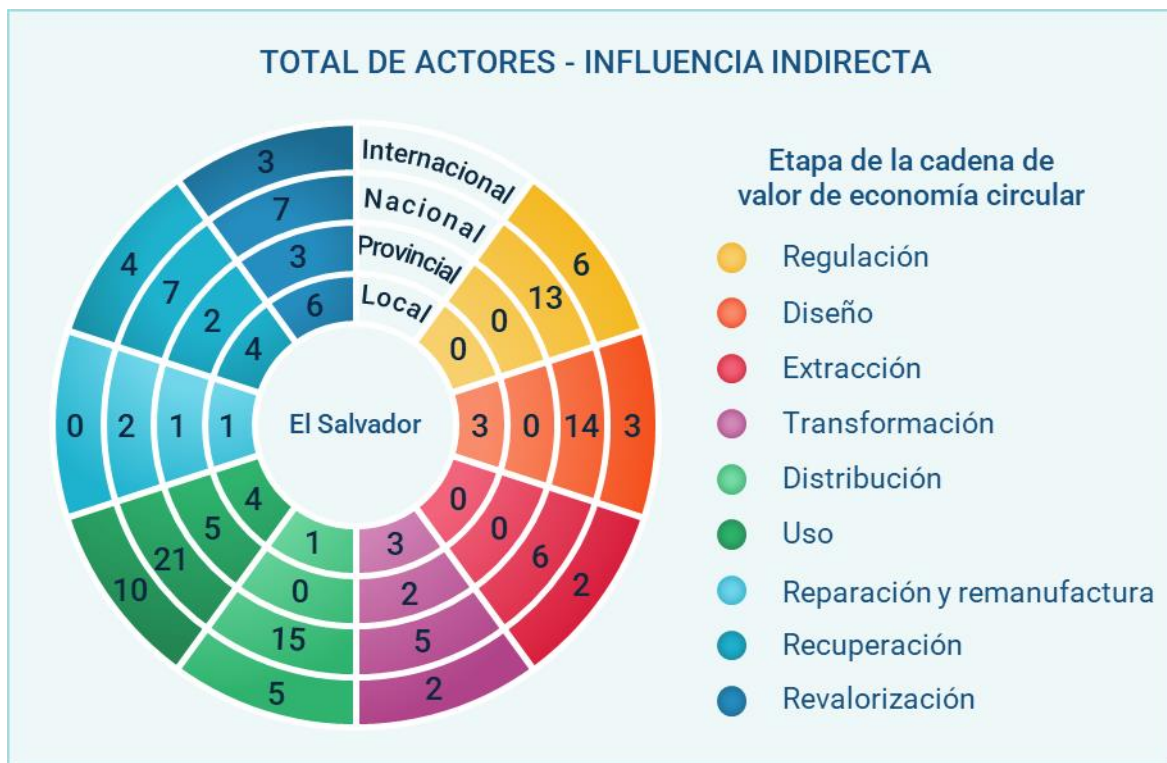 TOTAL DE ACTORES - INFLUENCIA INDIRECTA
Internacional
Nacional
Provincial
Local
3
7
3
6
6
13
0
0
3
0
14
3
0
0
6
2
3
2
5
2
1
0
15
5
4
5
21
10
0
2
1
1
4
7
2
4
El Salvador
Etapa de la cadena de
valor de economía circular
Regulación
Diseño
Extracción
Transformación
Distribución
Uso
Reparación y remanufactura
Recuperación
Revalorización